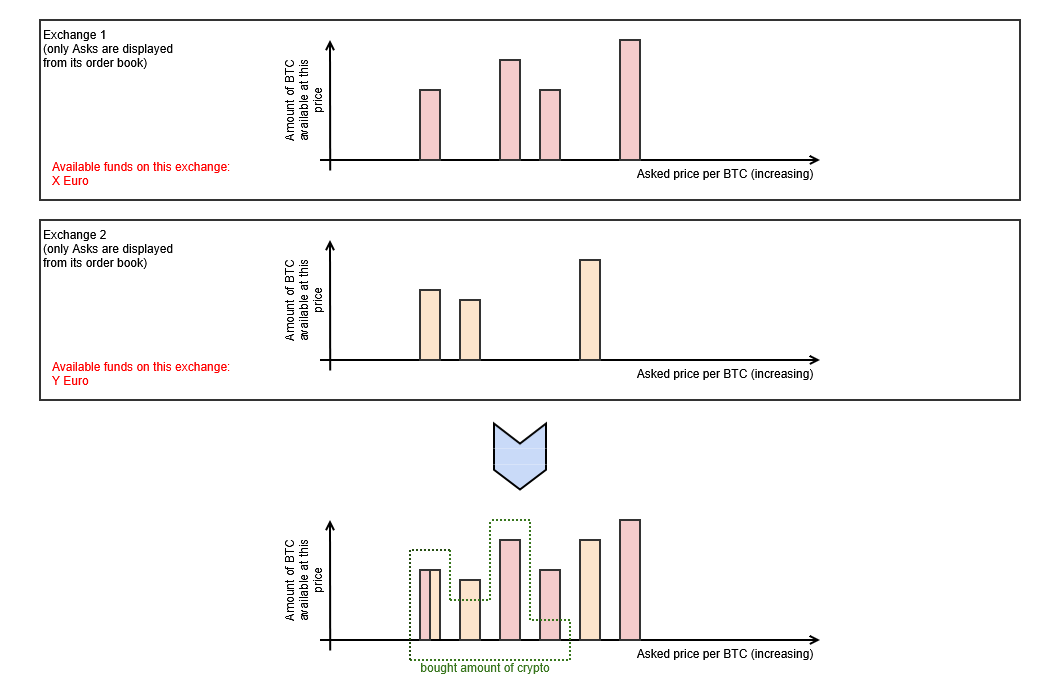 Exchange 1
(only Asks are displayed
from its order book)
Amount of BTC
available at this
price
Available funds on this exchange:
X Euro
Asked price per BTC (increasing)
Exchange 2
(only Asks are displayed
from its order book)
Amount of BTC
available at this
price
Available funds on this exchange:
Y Euro
Asked price per BTC (increasing)
Amount of BTC
available at this
price
Asked price per BTC (increasing)
bought amount of crypto